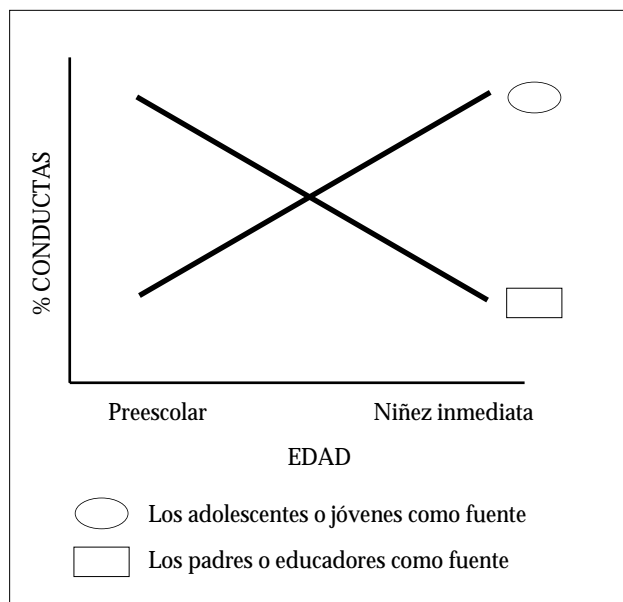 % CONDUCTAS
Preescolar
Niñez inmediata
EDAD
Los adolescentes o jóvenes como fuente
Los padres o educadores como fuente